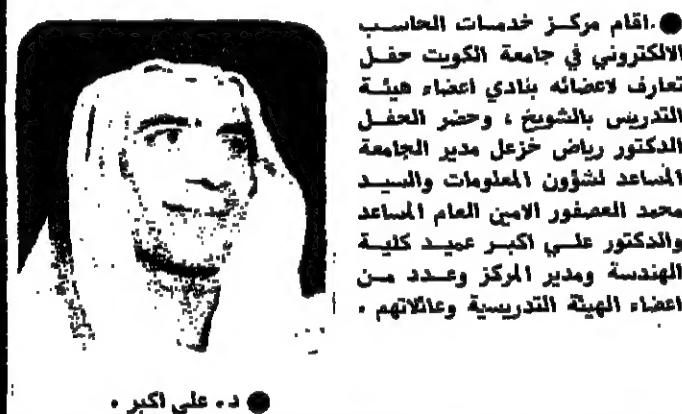 ● .اقام مركز خدمات الحاسب
الالكتروني في جامعة الكويت حفل
تعارف لاعضائه بنادي اعضاء هيئة
التدريس بالشويخ ، وحضر الحفل
الدكتور رياض خزعل مدير الجامعة
المساعد لشؤون المعلومات والسيد
محمد العصفور الامين العام المساعد
والدكتور علي اكبر عميد كلية
الهندسة ومدير المركز وعدد من
اعضاء الهيئة التدريسية وعائلاتهم .
● د. علي اكبر .